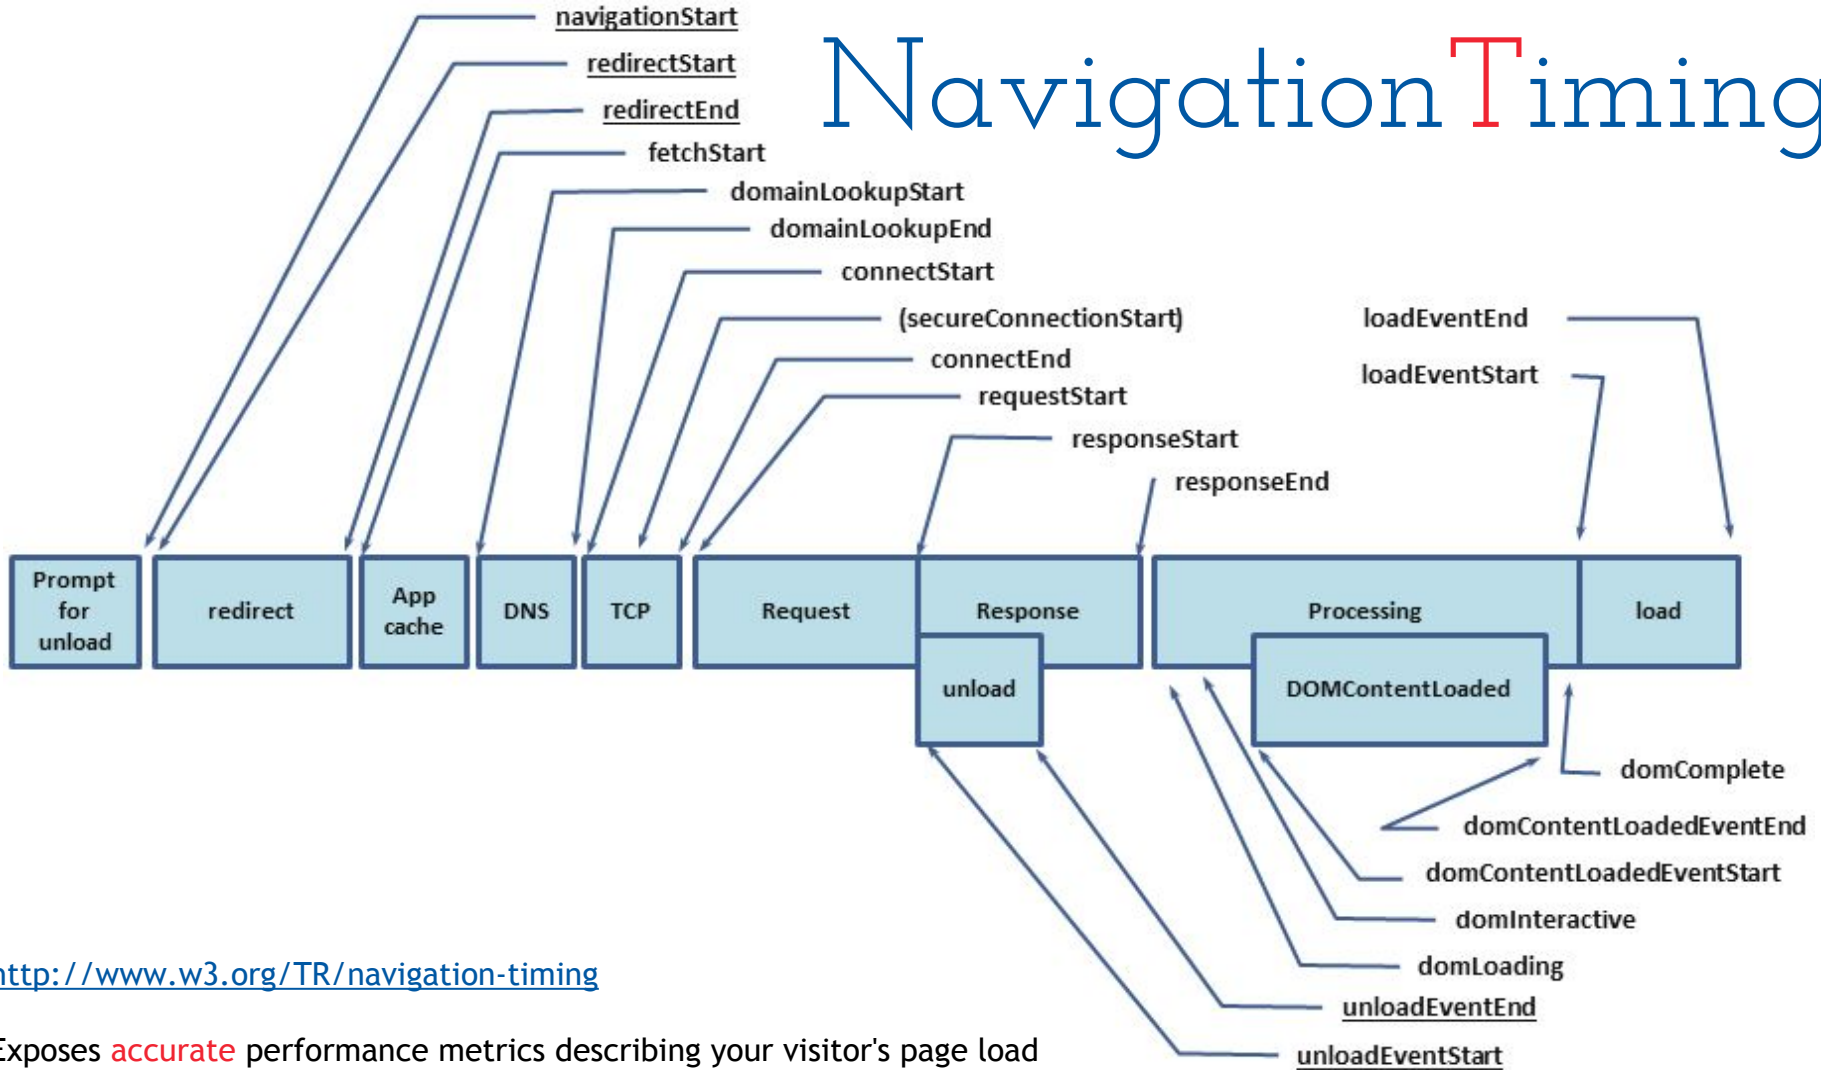 navigationStart
redirectStart
redirectEnd
fetchStart
domainLookupStart
domainLookupEnd
connectStart
(secureConnectionStart)
connectEnd
requestStart
responseStart
responseEnd
NavigationTiming
loadEventEnd
loadEventStart
Prompt
for
unload
redirect
App
cache
DNS
TCP
Request
Response
unload
Processing
DOMContentLoaded
load
domComplete
domContentLoadedEventEnd
domContentLoadedEventStart
domInteractive
domLoading
unloadEventEnd
unloadEventStart
http://www.w3.org/TR/navigation-timing
Exposes accurate performance metrics describing your visitor's page load